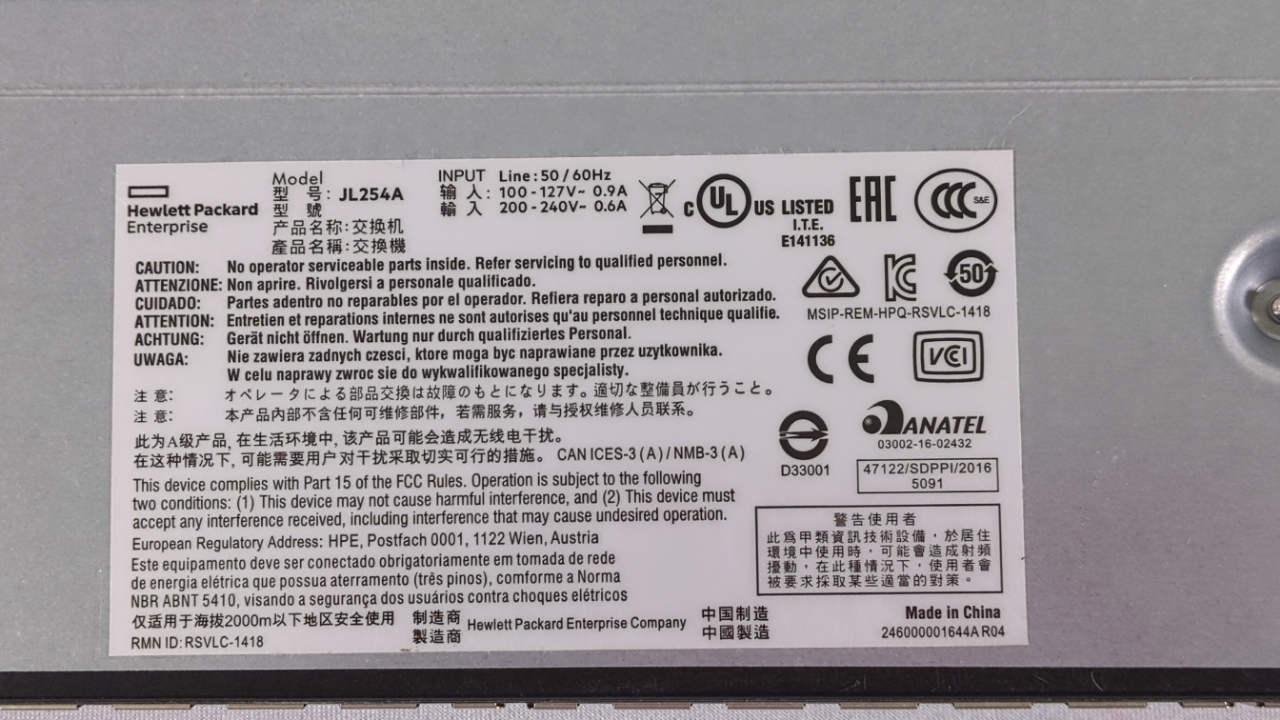 Hewlett Packard
Enterprise
Model
型 号: JL254A
型 號
产品名称:交换机
產品名稱:交換機
INPUT Line: 50 / 60Hz
输 入: 100 - 127V~ 0.9A
輸 入 200 - 240V~ 0.6A
C UL US LISTED
I.T.E.
E141136
EAC
CCC S&E
CAUTION: No operator serviceable parts inside. Refer servicing to qualified personnel.
ATTENZIONE: Non aprire. Rivolgersi a personale qualificado.
CUIDADO: Partes adentro no reparables por el operador. Refiera reparo a personal autorizado.
ATTENTION: Entretien et reparations internes ne sont autorises qu'au personnel technique qualifie.
ACHTUNG: Gerät nicht öffnen. Wartung nur durch qualifiziertes Personal.
UWAGA: Nie zawiera zadnych czesci, ktore moga byc naprawiane przez uzytkownika.
W celu naprawy zwroc sie do wykwalifikowanego specjalisty.
注 意: オペレータによる部品交換は故障のもとになります。適切な整備員が行うこと。
注 意: 本产品内部不含任何可维修部件，若需服务，请与授权维修人员联系。
50
MSIP-REM-HPQ-RSVLC-1418
CE
VCI
此为A级产品, 在生活环境中, 该产品可能会造成无线电干扰。
在这种情况下, 可能需要用户对干扰采取切实可行的措施。 CAN ICES-3 (A) / NMB-3 (A)
ANATEL
03002-16-02432
D33001
47122/SDPPI/2016
5091
This device complies with Part 15 of the FCC Rules. Operation is subject to the following
two conditions: (1) This device may not cause harmful interference, and (2) This device must
accept any interference received, including interference that may cause undesired operation.
European Regulatory Address: HPE, Postfach 0001, 1122 Wien, Austria
Este equipamento deve ser conectado obrigatoriamente em tomada de rede
de energia elétrica que possua aterramento (três pinos), comforme a Norma
NBR ABNT 5410, visando a segurança dos usuários contra choques elétricos
警告使用者
此爲甲類資訊技術設備，於居住
環境中使用時，可能會造成射頻
擾動，在此種情況下，使用者會
被要求採取某些適當的對策。
仅适用于海拔2000m以下地区安全使用
RMN ID: RSVLC-1418
制造商
製造商 Hewlett Packard Enterprise Company
中国制造
中國製造
Made in China
246000001644A R04